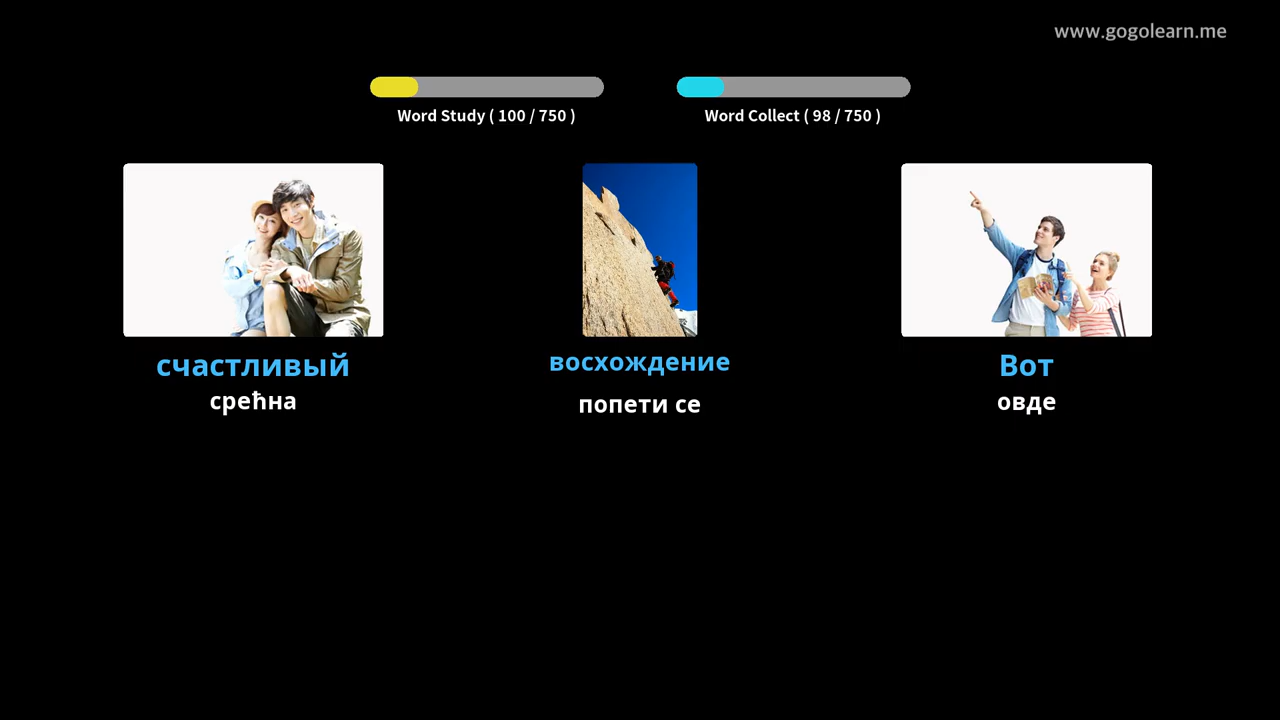 www.gogolearn.me
Word Study ( 100 / 750 )
Word Collect ( 98 / 750 )
счастливый
срећна
восхождение
попети се
Вот
овде